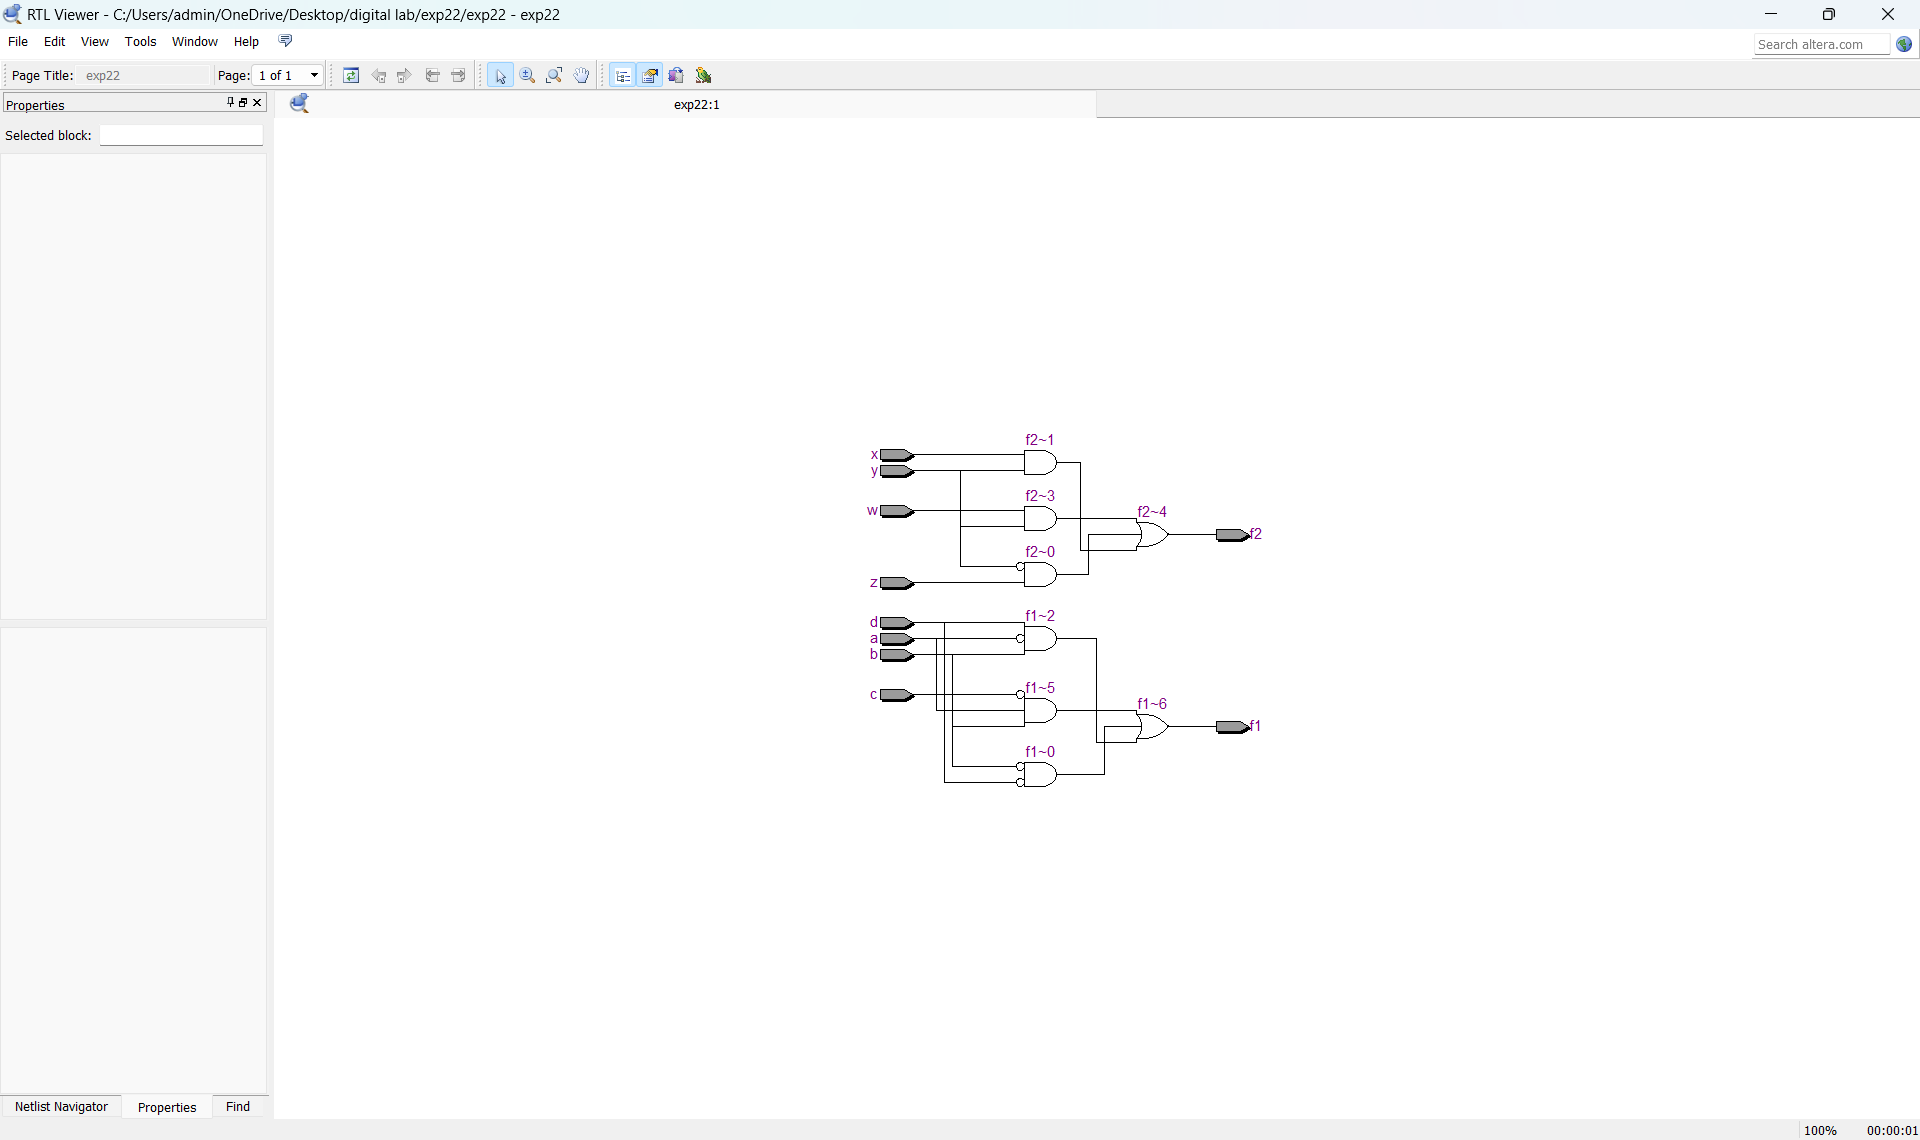 RTL Viewer - C:/Users/admin/OneDrive/Desktop/digital lab/exp22/exp22 - exp22
File Edit View Tools Window Help
Search altera.com
Page Title: exp22 Page: 1 of 1
Properties
exp22:1
Selected block:
f2~1
x
y
f2~3
w
f2~4
f2
f2~0
z
f1~2
d
a
b
f1~5
c
f1~6
f1
f1~0
Netlist Navigator Properties Find
100% 00:00:01